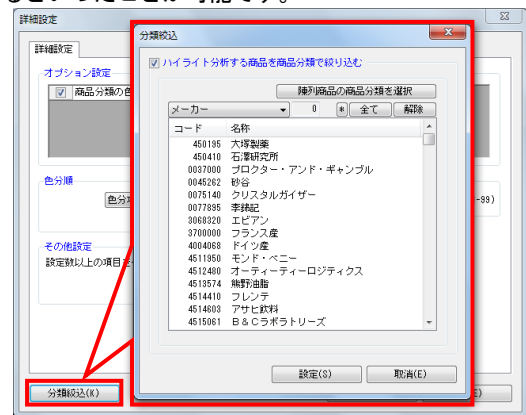 るといったことが可能です。
詳細設定
詳細設定
オプション設定
商品分類の色
色分順
色分
-99)
その他設定
設定数以上の項目を
分類絞込(K)
E)
分類絞込
ハイライト分析する商品を商品分類で絞り込む
陳列商品の商品分類を選択
メーカー 0 * 全て 解除
コード 名称
450195 大塚製薬
450410 石澤研究所
0037000 プロクター・アンド・ギャンブル
0045262 砂谷
0075140 クリスタルガイザー
0077895 李錦記
3068320 エビアン
3700000 フランス産
4004068 ドイツ産
4511950 モンド・ペニー
4512480 オーティーティーロジティクス
4513574 熊野油脂
4514410 フレンテ
4514603 アサヒ飲料
4515061 B&Cラボラトリーズ
設定(S) 取消(E)